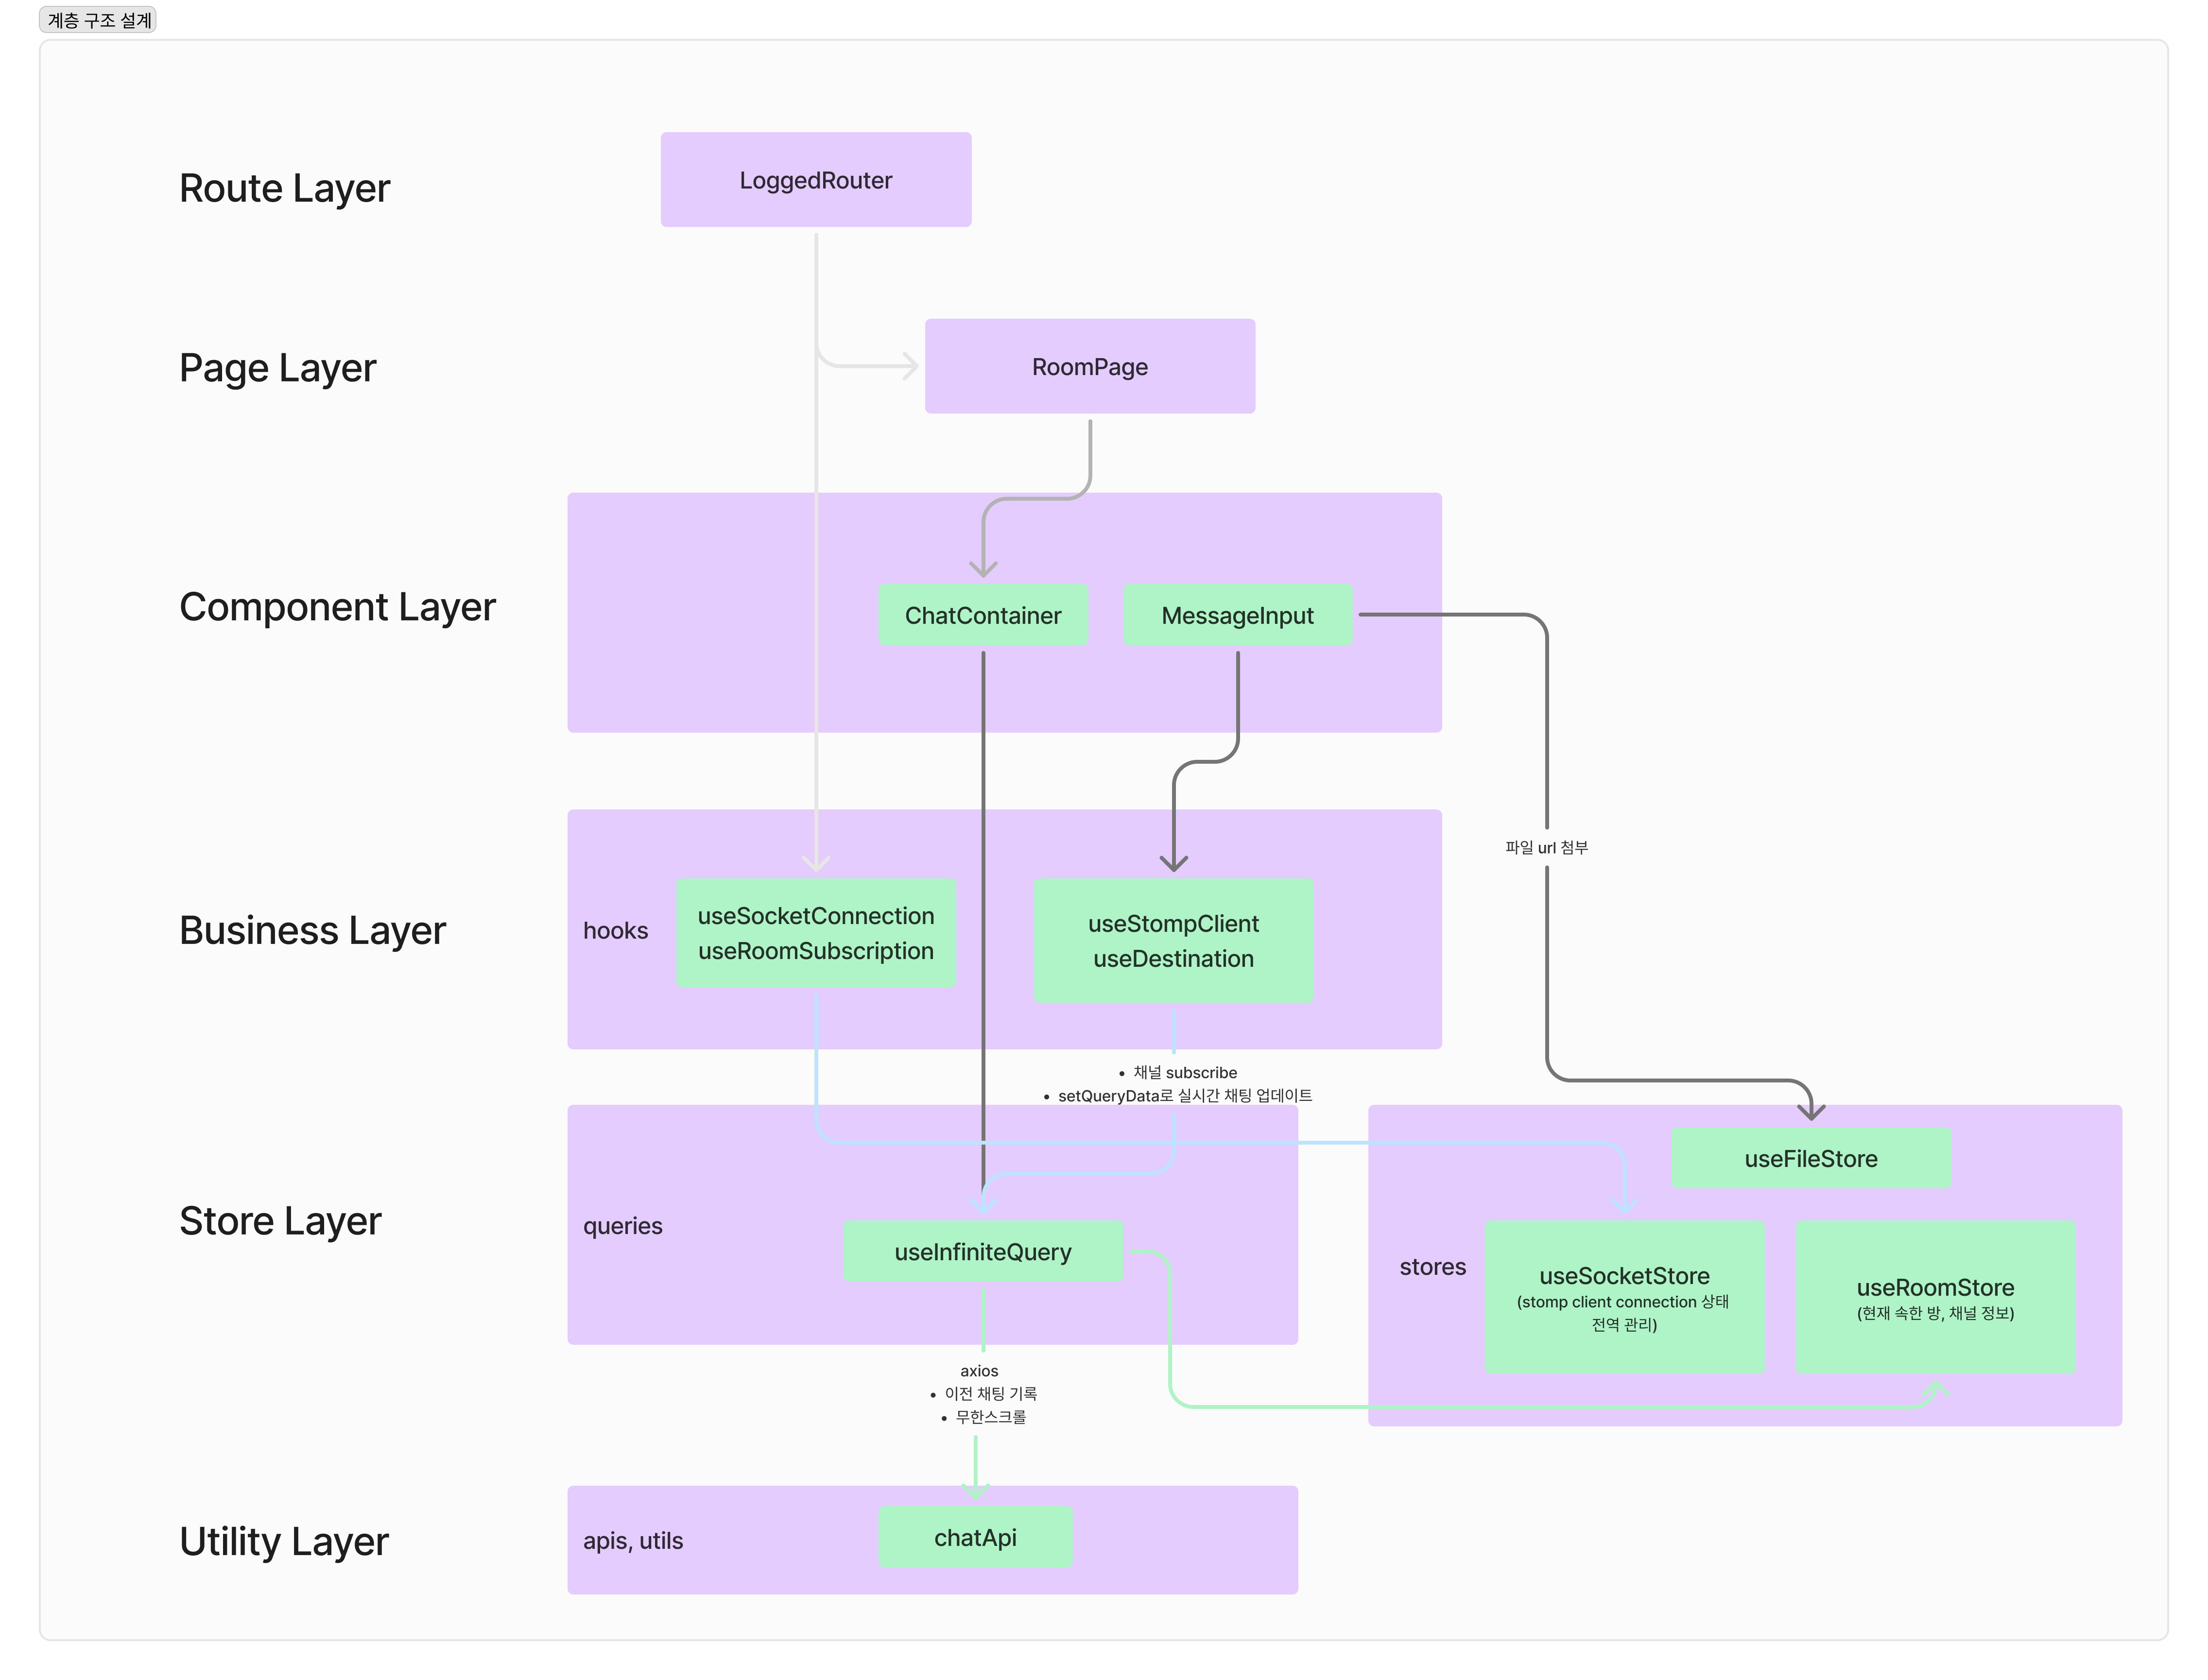 계층 구조 설계
Route Layer
LoggedRouter
Page Layer
RoomPage
Component Layer
ChatContainer
MessageInput
파일 url 첨부
Business Layer
hooks
useSocketConnection
useRoomSubscription
useStompClient
useDestination
• 채널 subscribe
• setQueryData로 실시간 채팅 업데이트
Store Layer
queries
useInfiniteQuery
stores
useFileStore
useSocketStore
(stomp client connection 상태
전역 관리)
useRoomStore
(현재 속한 방, 채널 정보)
axios
• 이전 채팅 기록
• 무한스크롤
Utility Layer
apis, utils
chatApi